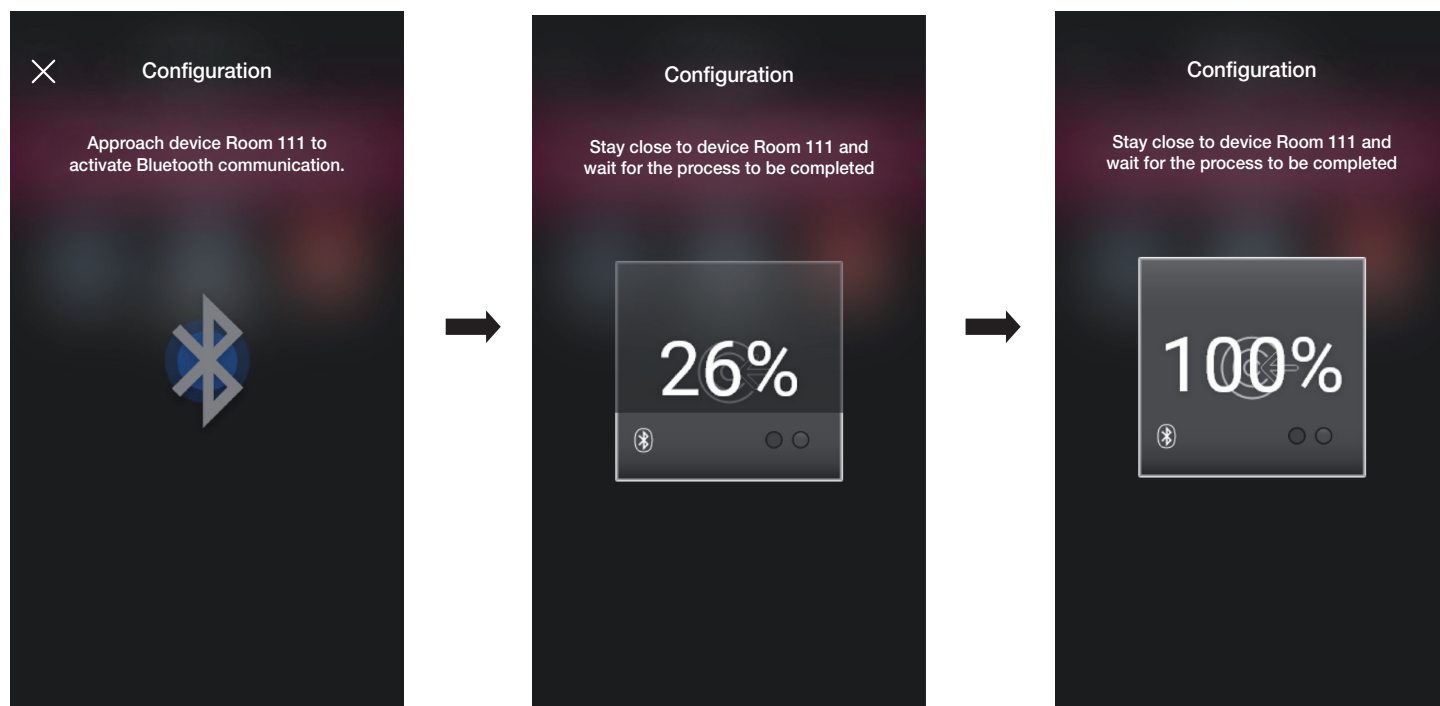 Configuration
Approach device Room 111 to
activate Bluetooth communication.
Configuration
Stay close to device Room 111 and
wait for the process to be completed
26%
Configuration
Stay close to device Room 111 and
wait for the process to be completed
100%